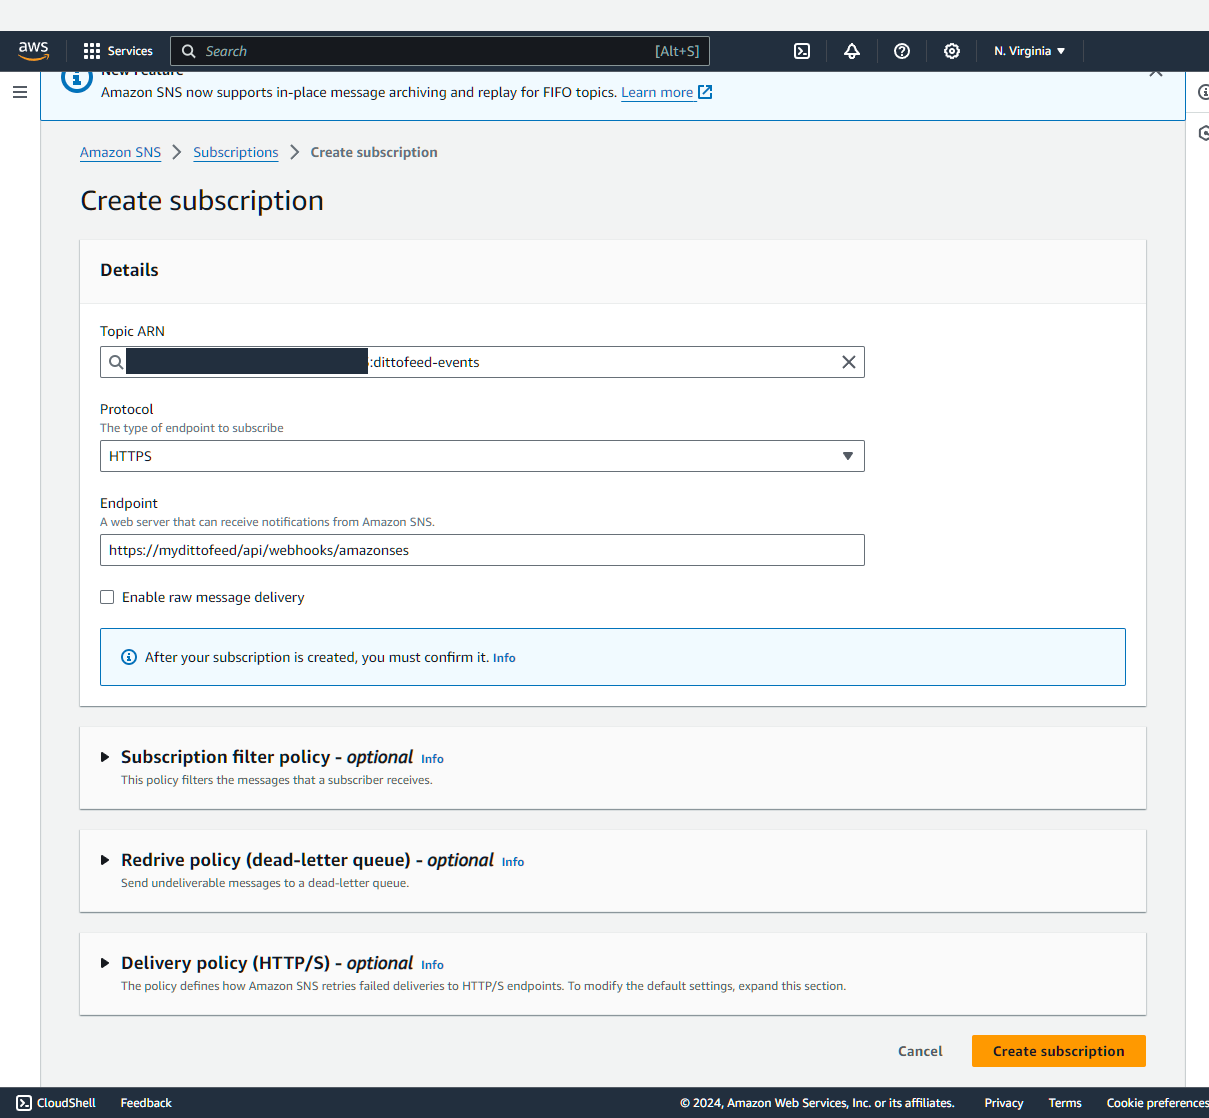 aws Services Search [Alt+S] N. Virginia
New Feature
Amazon SNS now supports in-place message archiving and replay for FIFO topics. Learn more
Amazon SNS Subscriptions Create subscription
Create subscription
Details
Topic ARN
:dittofeed-events
Protocol
The type of endpoint to subscribe
HTTPS
Endpoint
A web server that can receive notifications from Amazon SNS.
https://mydittofeed/api/webhooks/amazonses
Enable raw message delivery
After your subscription is created, you must confirm it. Info
Subscription filter policy - optional Info
This policy filters the messages that a subscriber receives.
Redrive policy (dead-letter queue) - optional Info
Send undeliverable messages to a dead-letter queue.
Delivery policy (HTTP/S) - optional Info
The policy defines how Amazon SNS retries failed deliveries to HTTP/S endpoints. To modify the default settings, expand this section.
Cancel Create subscription
CloudShell Feedback © 2024, Amazon Web Services, Inc. or its affiliates. Privacy Terms Cookie preferences